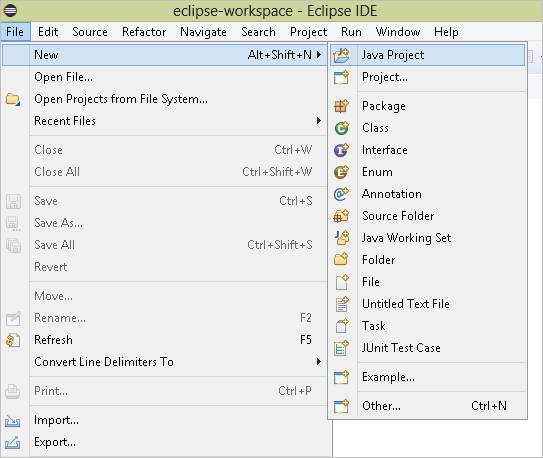 eclipse-workspace - Eclipse IDE
File Edit Source Refactor Navigate Search Project Run Window Help
New Alt+Shift+N
Open File...
Open Projects from File System...
Recent Files
Close Ctrl+W
Close All Ctrl+Shift+W
Save Ctrl+S
Save As...
Save All Ctrl+Shift+S
Revert
Move...
Rename... F2
Refresh F5
Convert Line Delimiters To
Print... Ctrl+P
Import...
Export...
Java Project
Project...
Package
Class
Interface
Enum
Annotation
Source Folder
Java Working Set
Folder
File
Untitled Text File
Task
JUnit Test Case
Example...
Other... Ctrl+N